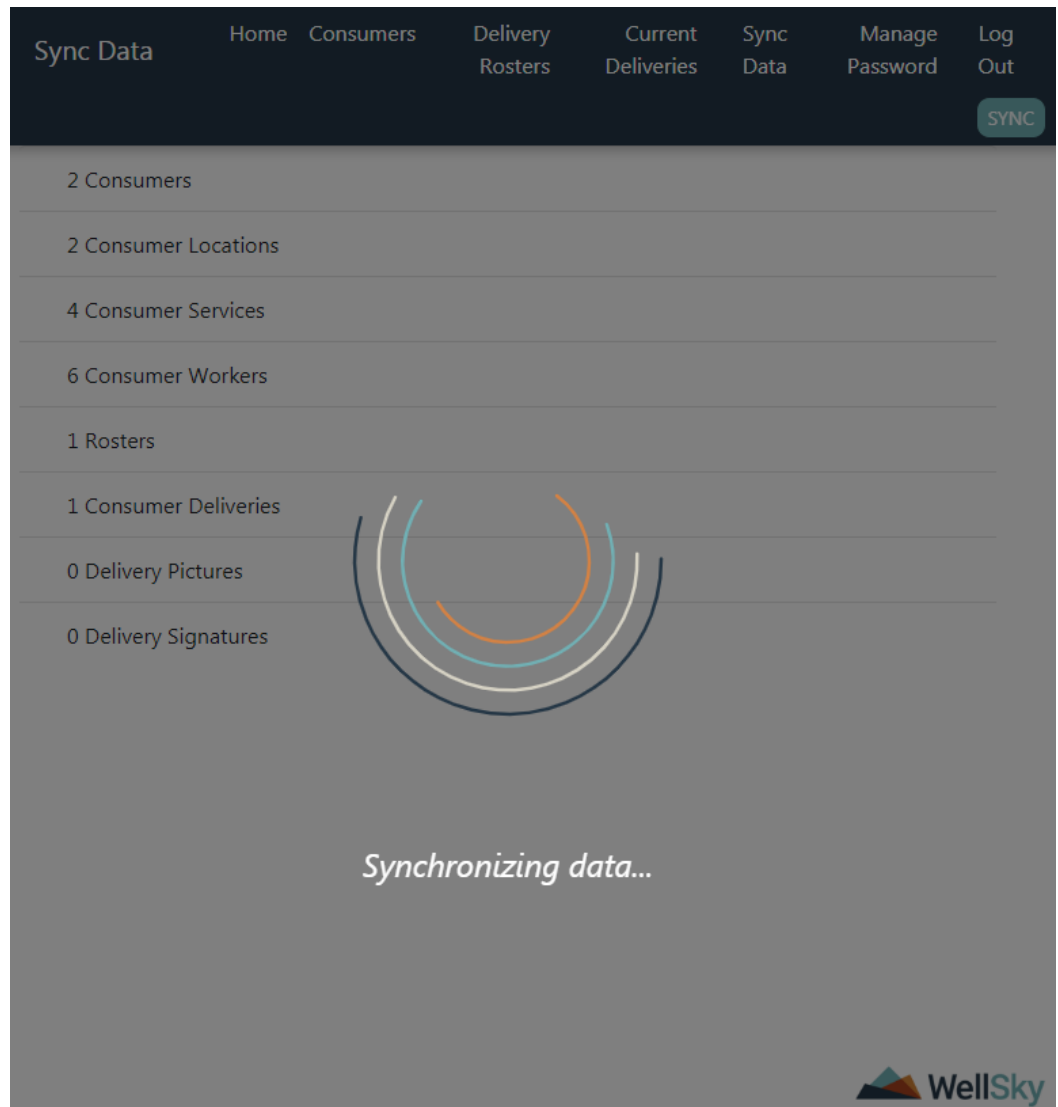 Sync Data
Home Consumers Delivery Rosters Current Deliveries Sync Data Manage Password Log Out
SYNC
2 Consumers
2 Consumer Locations
4 Consumer Services
6 Consumer Workers
1 Rosters
1 Consumer Deliveries
0 Delivery Pictures
0 Delivery Signatures
Synchronizing data...
WellSky